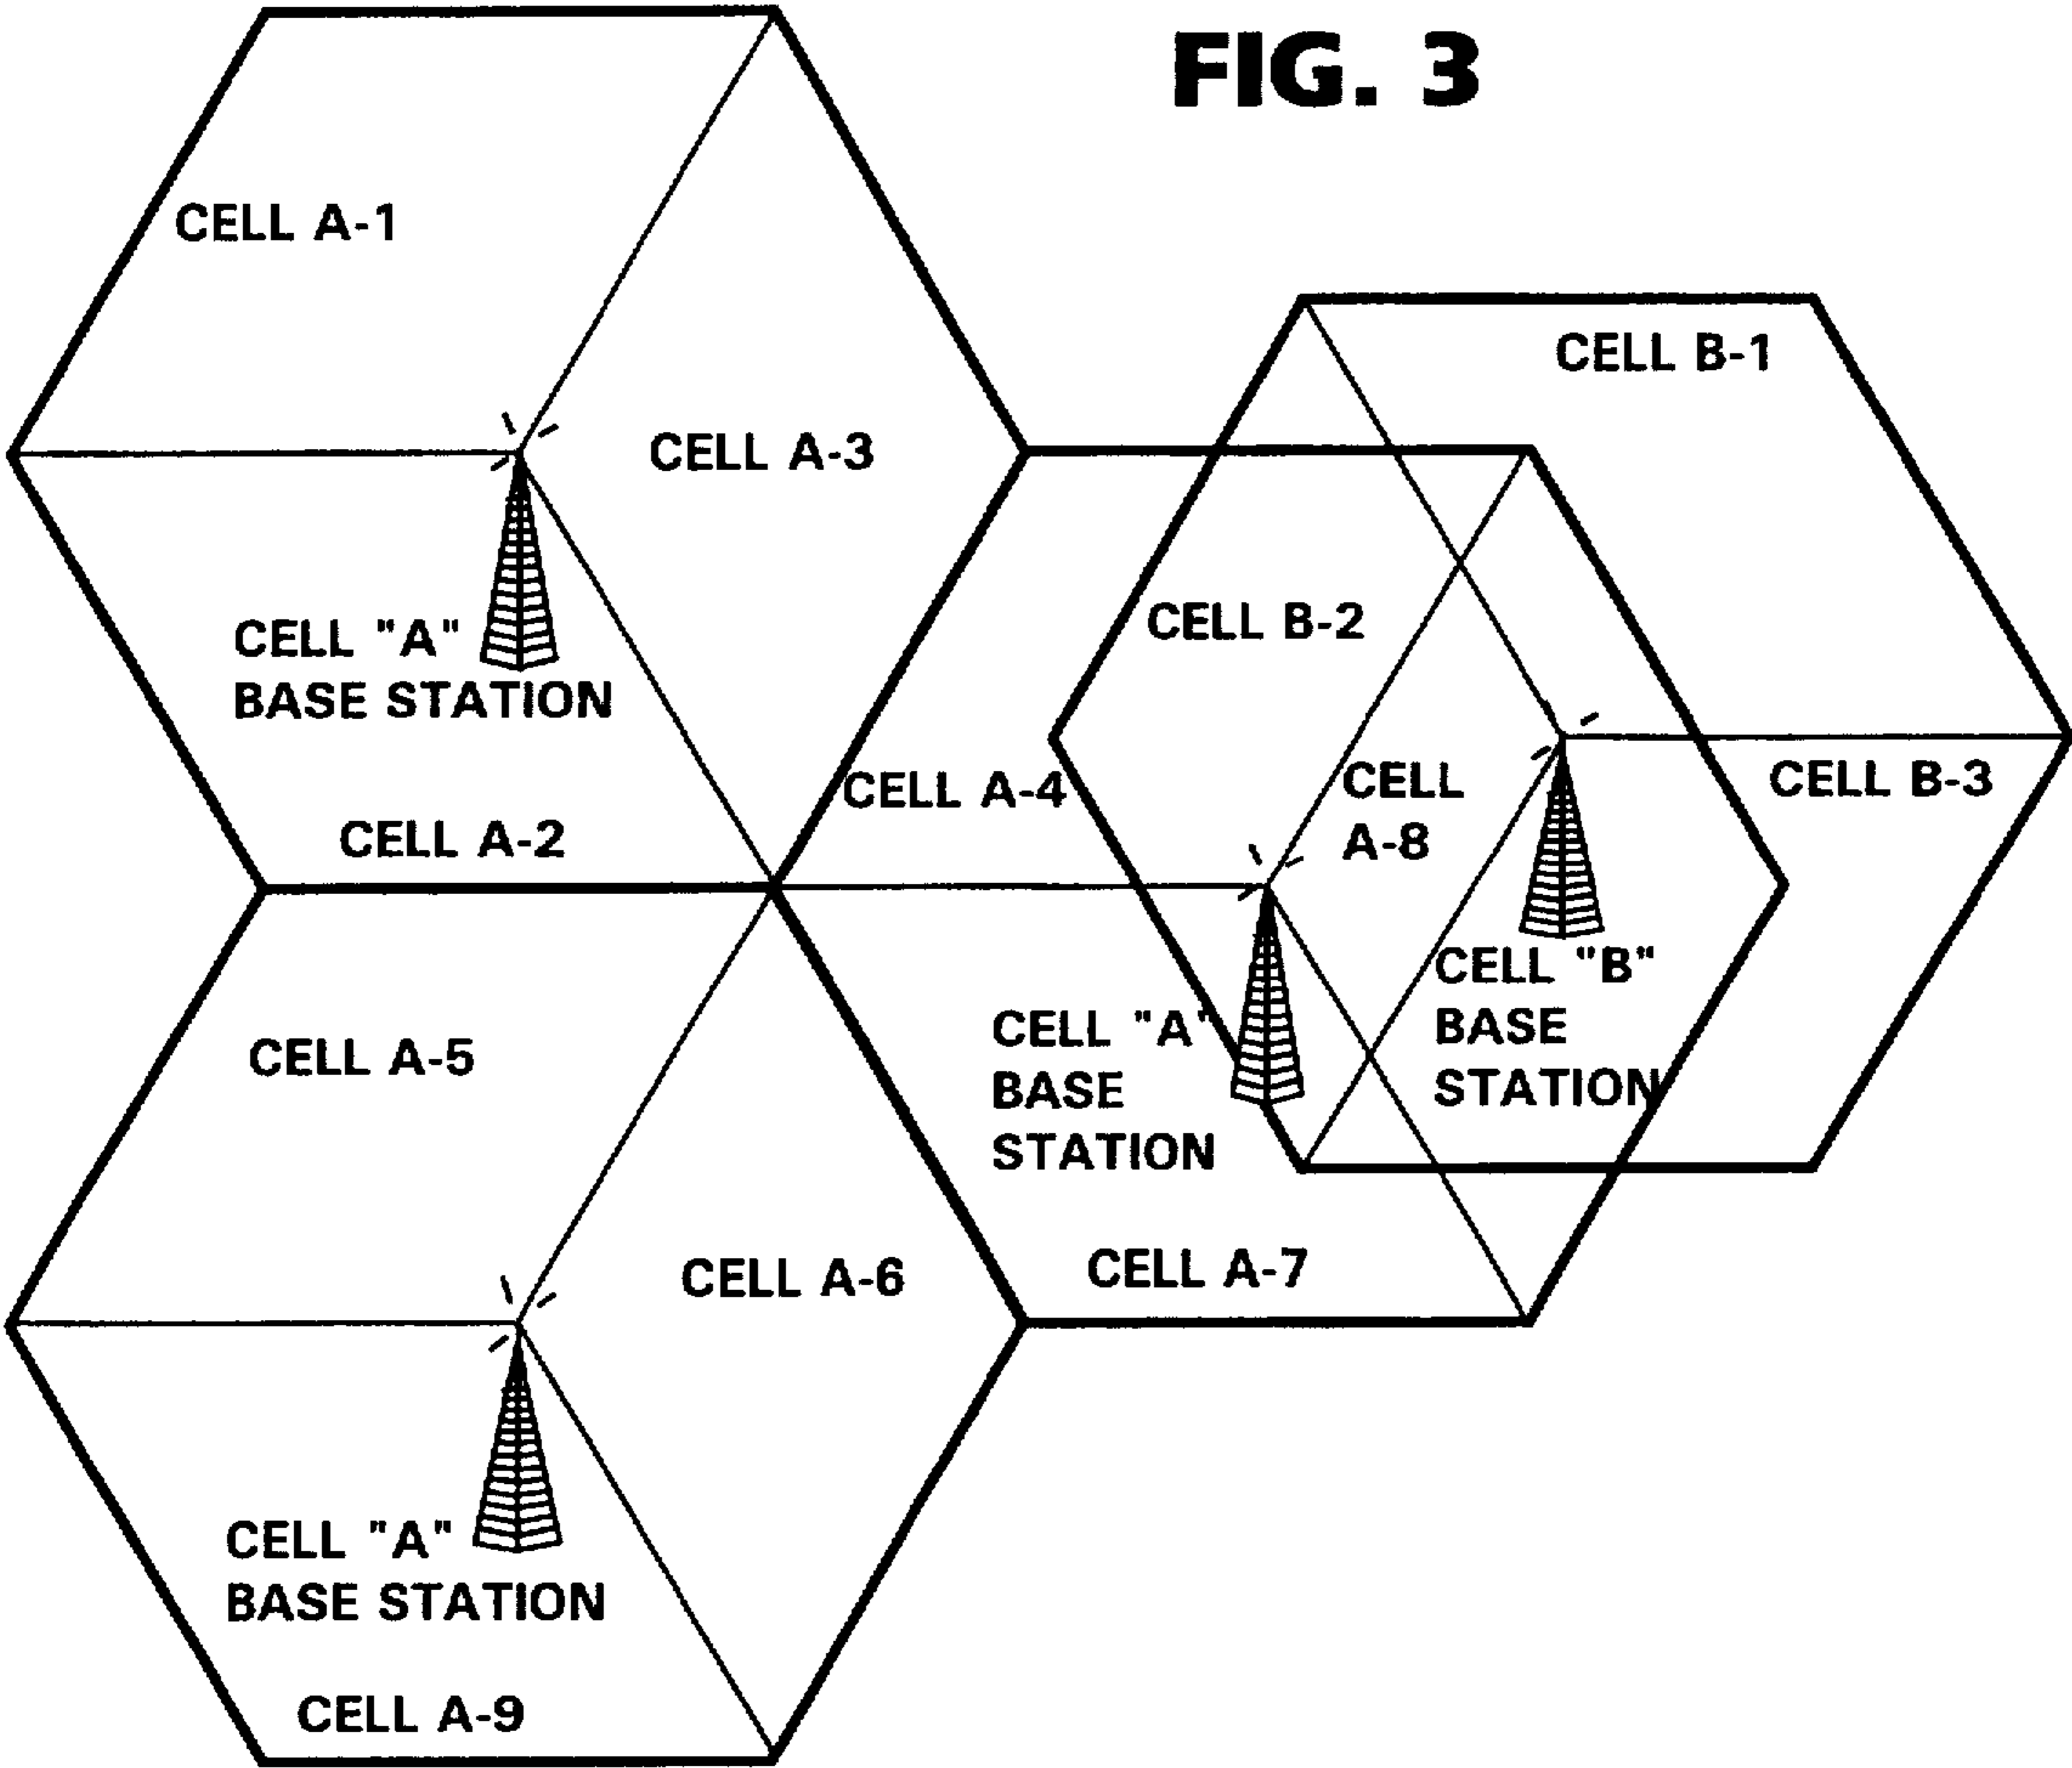 FIG. 3
CELL A-1
CELL B-1
CELL A-3
CELL B-2
CELL "A"
BASE STATION
CELL A-4
CELL
A-8
CELL B-3
CELL A-2
CELL "B"
BASE
STATION
CELL "A"
BASE
STATION
CELL A-5
CELL A-6
CELL A-7
CELL "A"
BASE STATION
CELL A-9